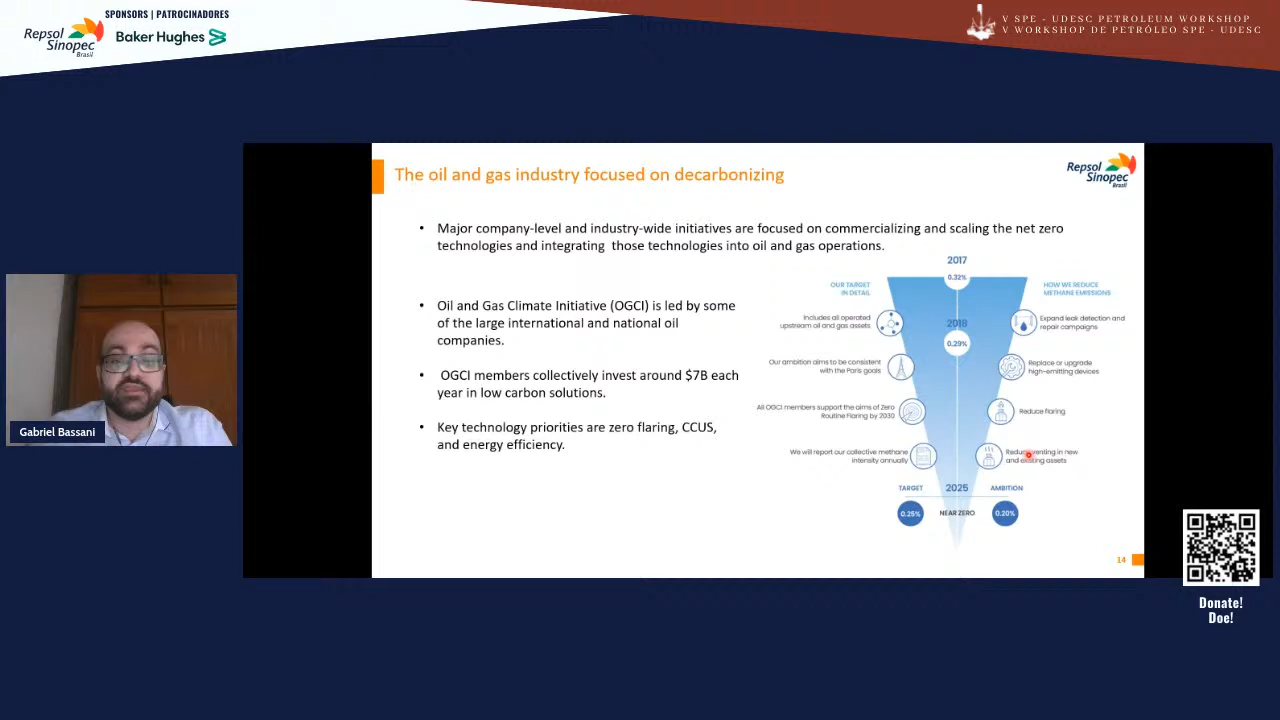 SPONSORS | PATROCINADORES
Repsol
Sinopec
Brasil
Baker Hughes
V SPE - UDESC PETROLEUM WORKSHOP
V WORKSHOP DE PETRÓLEO SPE - UDESC
The oil and gas industry focused on decarbonizing
Repsol
Sinopec
Brasil
• Major company-level and industry-wide initiatives are focused on commercializing and scaling the net zero
technologies and integrating those technologies into oil and gas operations.
• Oil and Gas Climate Initiative (OGCI) is led by some
of the large international and national oil
companies.
• OGCI members collectively invest around $7B each
year in low carbon solutions.
• Key technology priorities are zero flaring, CCUS,
and energy efficiency.
2017
0.32%
OUR TARGET
IN DETAIL
HOW WE REDUCE
METHANE EMISSIONS
Includes all operated
upstream oil and gas assets
2018
0.29%
Expand leak detection and
repair campaigns
Our ambition aims to be consistent
with the Paris goals
Replace or upgrade
high-emitting devices
All OGCI members support the aims of Zero
Routine Flaring by 2030
Reduce flaring
We will report our collective methane
intensity annually
Reduce venting in new
and existing assets
TARGET
2025
AMBITION
0.25%
NEAR ZERO
0.20%
14
Gabriel Bassani
Donate!
Doe!